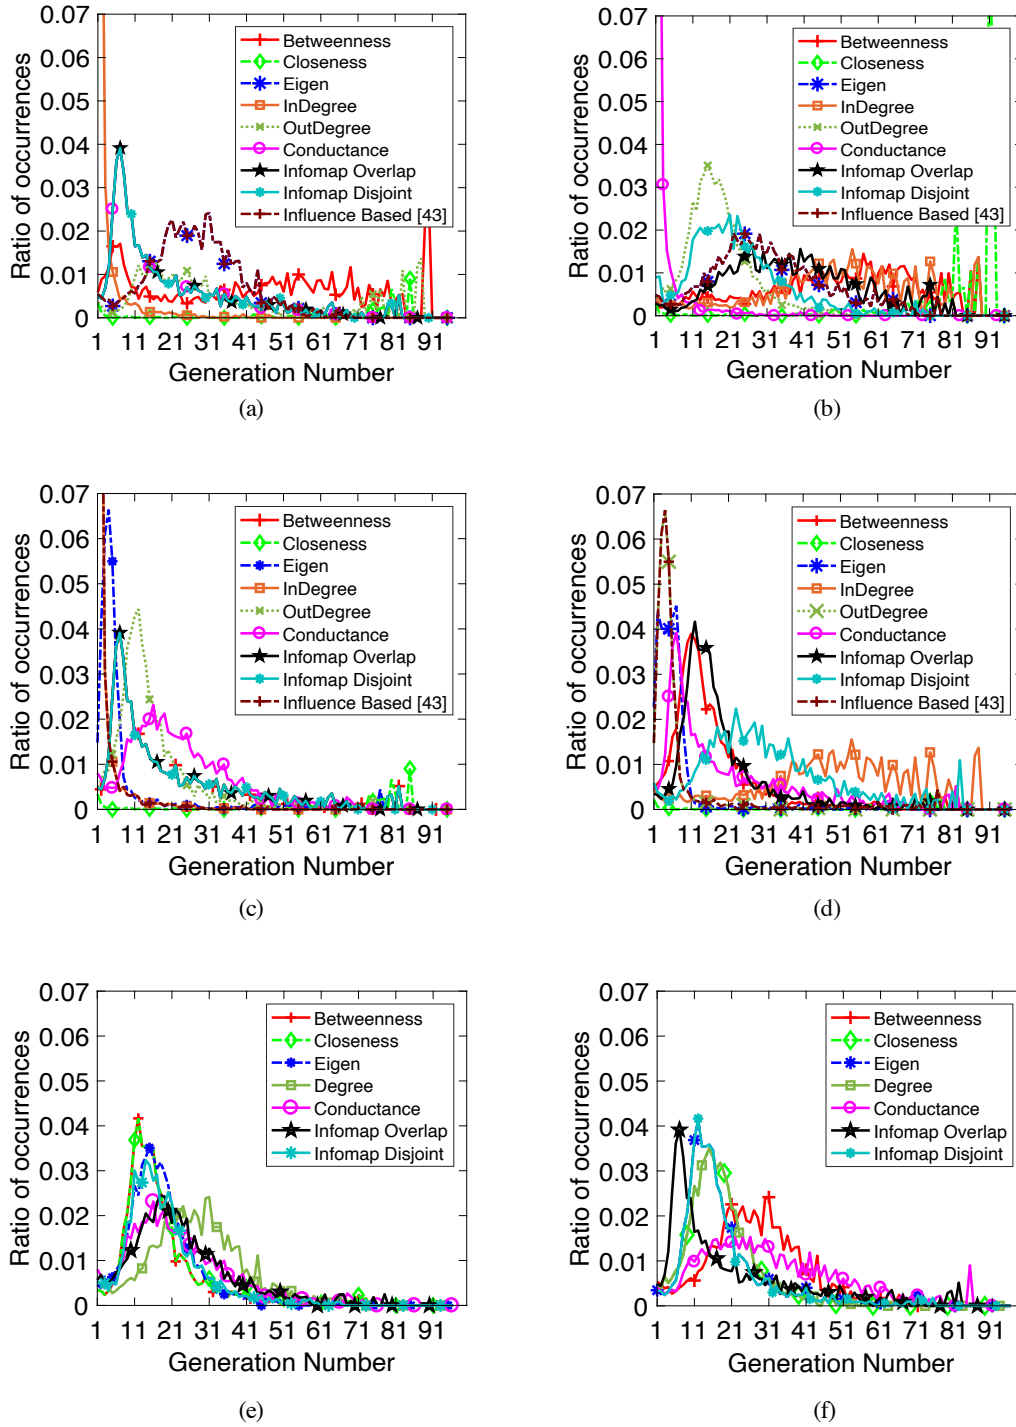 0.07
0.06
0.05
0.04
0.03
0.02
0.01
0
Ratio of occurrences
Betweenness
Closeness
Eigen
InDegree
OutDegree
Conductance
Infomap Overlap
Infomap Disjoint
Influence Based [43]
1 11 21 31 41 51 61 71 81 91
Generation Number
(a)
0.07
0.06
0.05
0.04
0.03
0.02
0.01
0
Ratio of occurrences
Betweenness
Closeness
Eigen
InDegree
OutDegree
Conductance
Infomap Overlap
Infomap Disjoint
Influence Based [43]
1 11 21 31 41 51 61 71 81 91
Generation Number
(b)
0.07
0.06
0.05
0.04
0.03
0.02
0.01
0
Ratio of occurrences
Betweenness
Closeness
Eigen
InDegree
OutDegree
Conductance
Infomap Overlap
Infomap Disjoint
Influence Based [43]
1 11 21 31 41 51 61 71 81 91
Generation Number
(c)
0.07
0.06
0.05
0.04
0.03
0.02
0.01
0
Ratio of occurrences
Betweenness
Closeness
Eigen
InDegree
OutDegree
Conductance
Infomap Overlap
Infomap Disjoint
Influence Based [43]
1 11 21 31 41 51 61 71 81 91
Generation Number
(d)
0.07
0.06
0.05
0.04
0.03
0.02
0.01
0
Ratio of occurrences
Betweenness
Closeness
Eigen
Degree
Conductance
Infomap Overlap
Infomap Disjoint
1 11 21 31 41 51 61 71 81 91
Generation Number
(e)
0.07
0.06
0.05
0.04
0.03
0.02
0.01
0
Ratio of occurrences
Betweenness
Closeness
Eigen
Degree
Conductance
Infomap Overlap
Infomap Disjoint
1 11 21 31 41 51 61 71 81 91
Generation Number
(f)